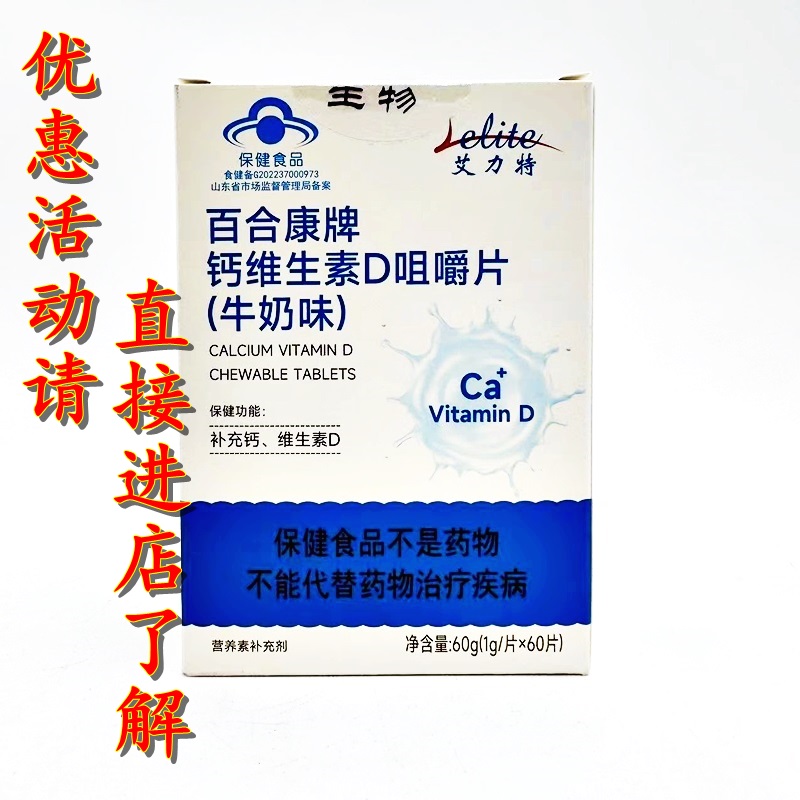 优惠活动请
直接进店了解
生物
保健食品
食健备G202237000973
山东省市场监督管理局备案
Lelite
艾力特
百合康牌
钙维生素D咀嚼片
(牛奶味)
CALCIUM VITAMIN D
CHEWABLE TABLETS
保健功能：
补充钙、维生素D
Ca+
Vitamin D
保健食品不是药物
不能代替药物治疗疾病
营养素补充剂
净含量:60g(1g/片×60片)